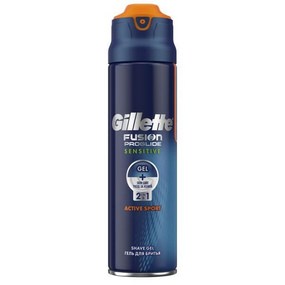 Gillette
FUSION
PROGLIDE
SENSITIVE
GEL
+
2in1
ACTIVE SPORT
SHAVE GEL
ГЕЛЬ ДЛЯ БРИТЬЯ